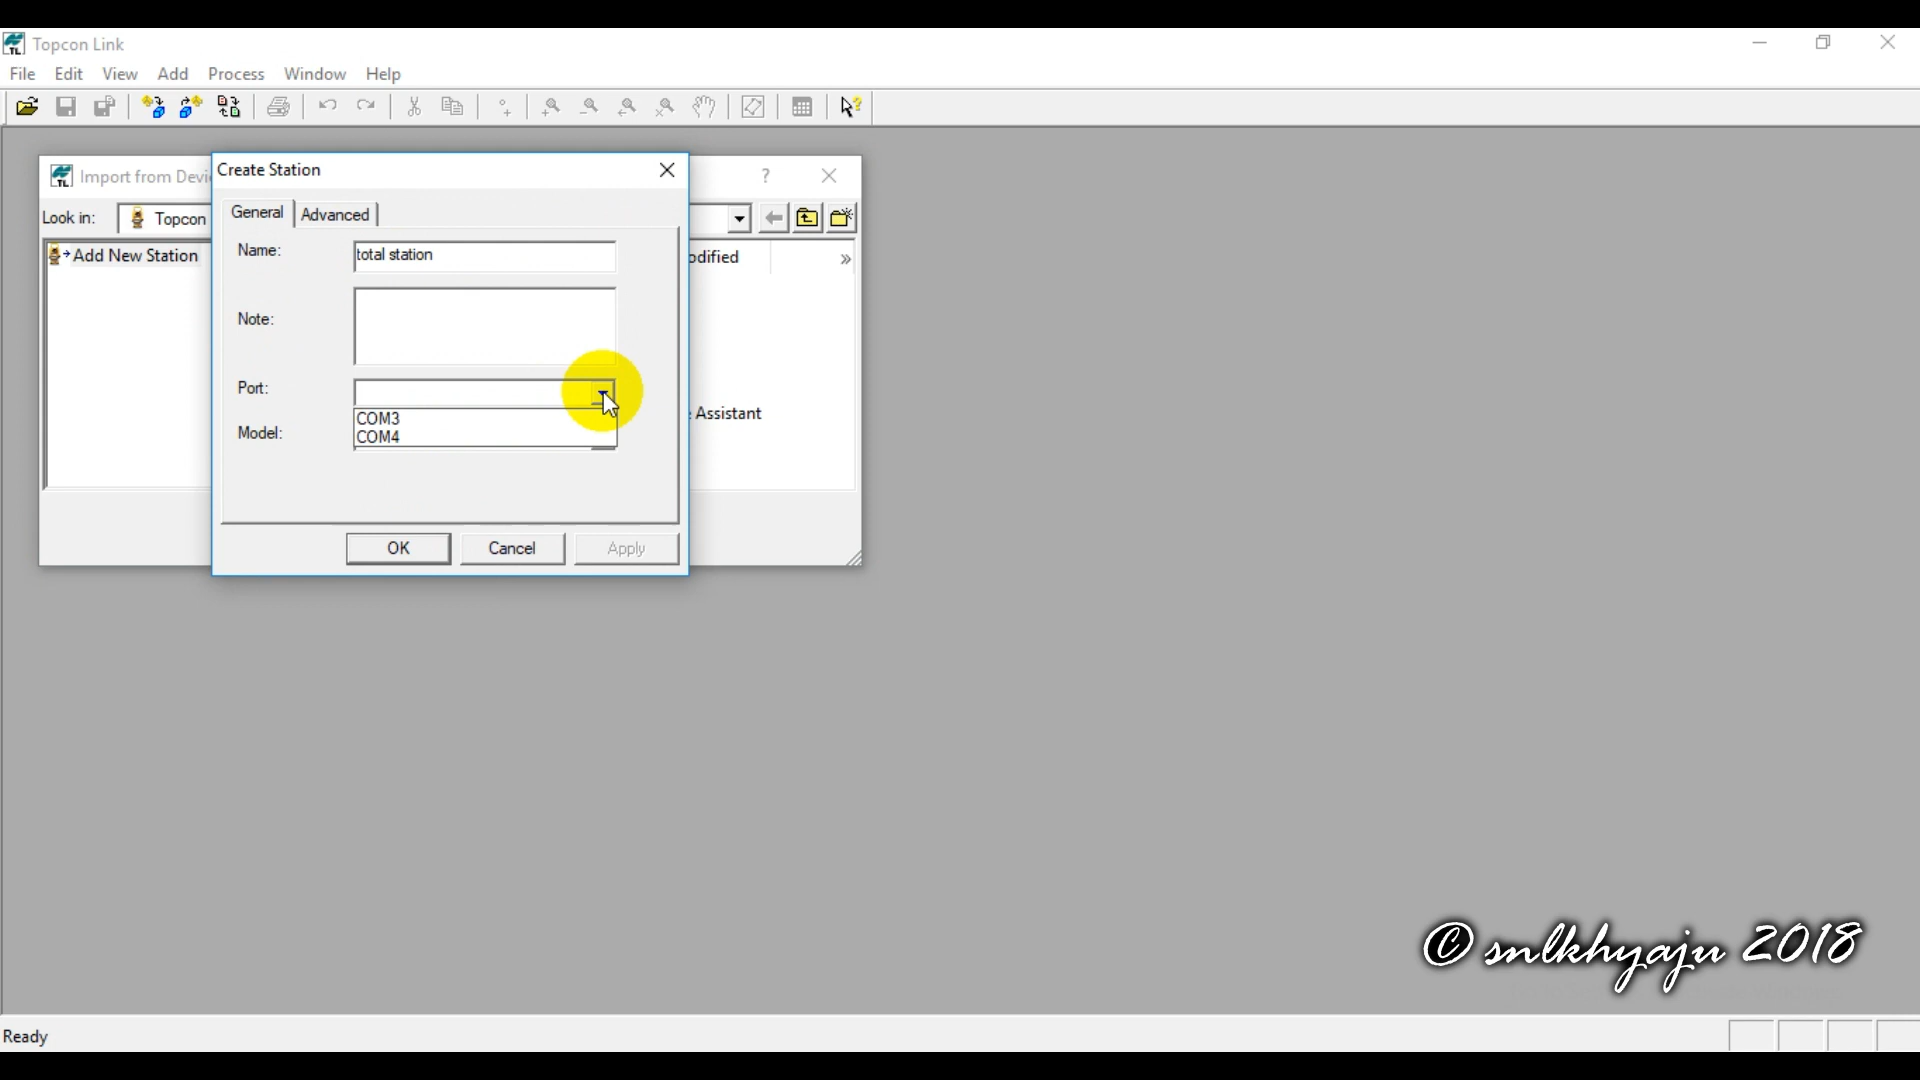 Topcon Link
File Edit View Add Process Window Help
Import from Devi
Create Station
Look in: Topcon
General Advanced
Add New Station
Name: total station
odified
»
Note:
Port:
COM3
COM4
Assistant
Model:
OK Cancel Apply
© snlkhyaju 2018
Ready